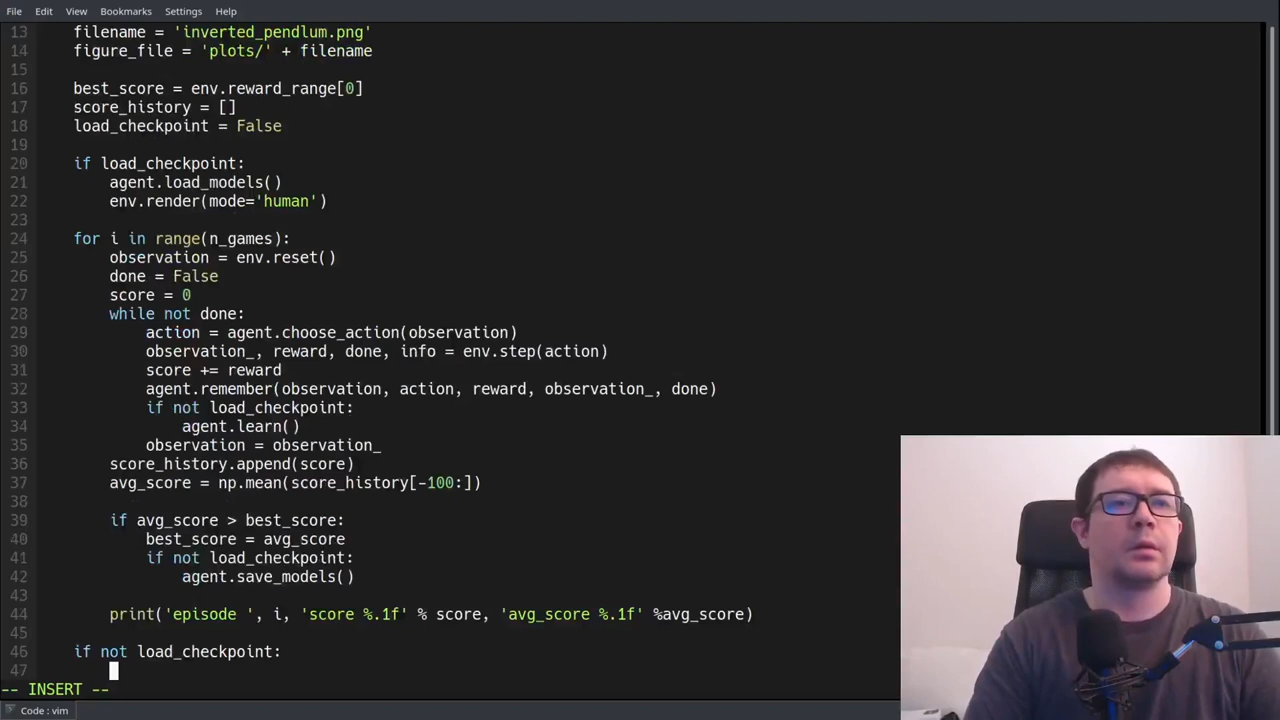 File Edit View Bookmarks Settings Help
13 filename = 'inverted_pendlum.png'
14 figure_file = 'plots/' + filename
15
16 best_score = env.reward_range[0]
17 score_history = []
18 load_checkpoint = False
19
20 if load_checkpoint:
21 agent.load_models()
22 env.render(mode='human')
23
24 for i in range(n_games):
25 observation = env.reset()
26 done = False
27 score = 0
28 while not done:
29 action = agent.choose_action(observation)
30 observation_, reward, done, info = env.step(action)
31 score += reward
32 agent.remember(observation, action, reward, observation_, done)
33 if not load_checkpoint:
34 agent.learn()
35 observation = observation_
36 score_history.append(score)
37 avg_score = np.mean(score_history[-100:])
38
39 if avg_score > best_score:
40 best_score = avg_score
41 if not load_checkpoint:
42 agent.save_models()
43
44 print('episode ', i, 'score %.1f' % score, 'avg_score %.1f' %avg_score)
45
46 if not load_checkpoint:
47
-- INSERT --
Code : vim